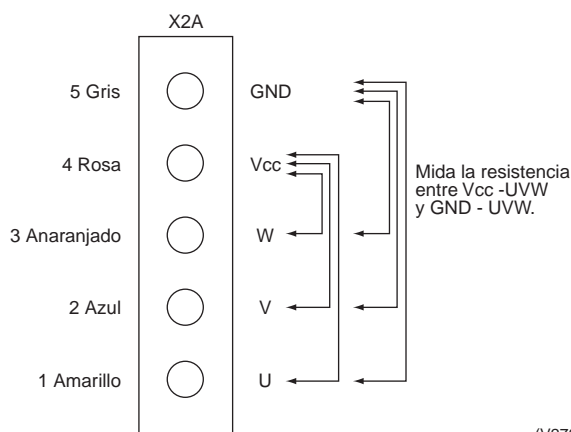 X2A
5 Gris GND
4 Rosa Vcc
3 Anaranjado W
2 Azul V
1 Amarillo U
Mida la resistencia
entre Vcc -UVW
y GND - UVW.